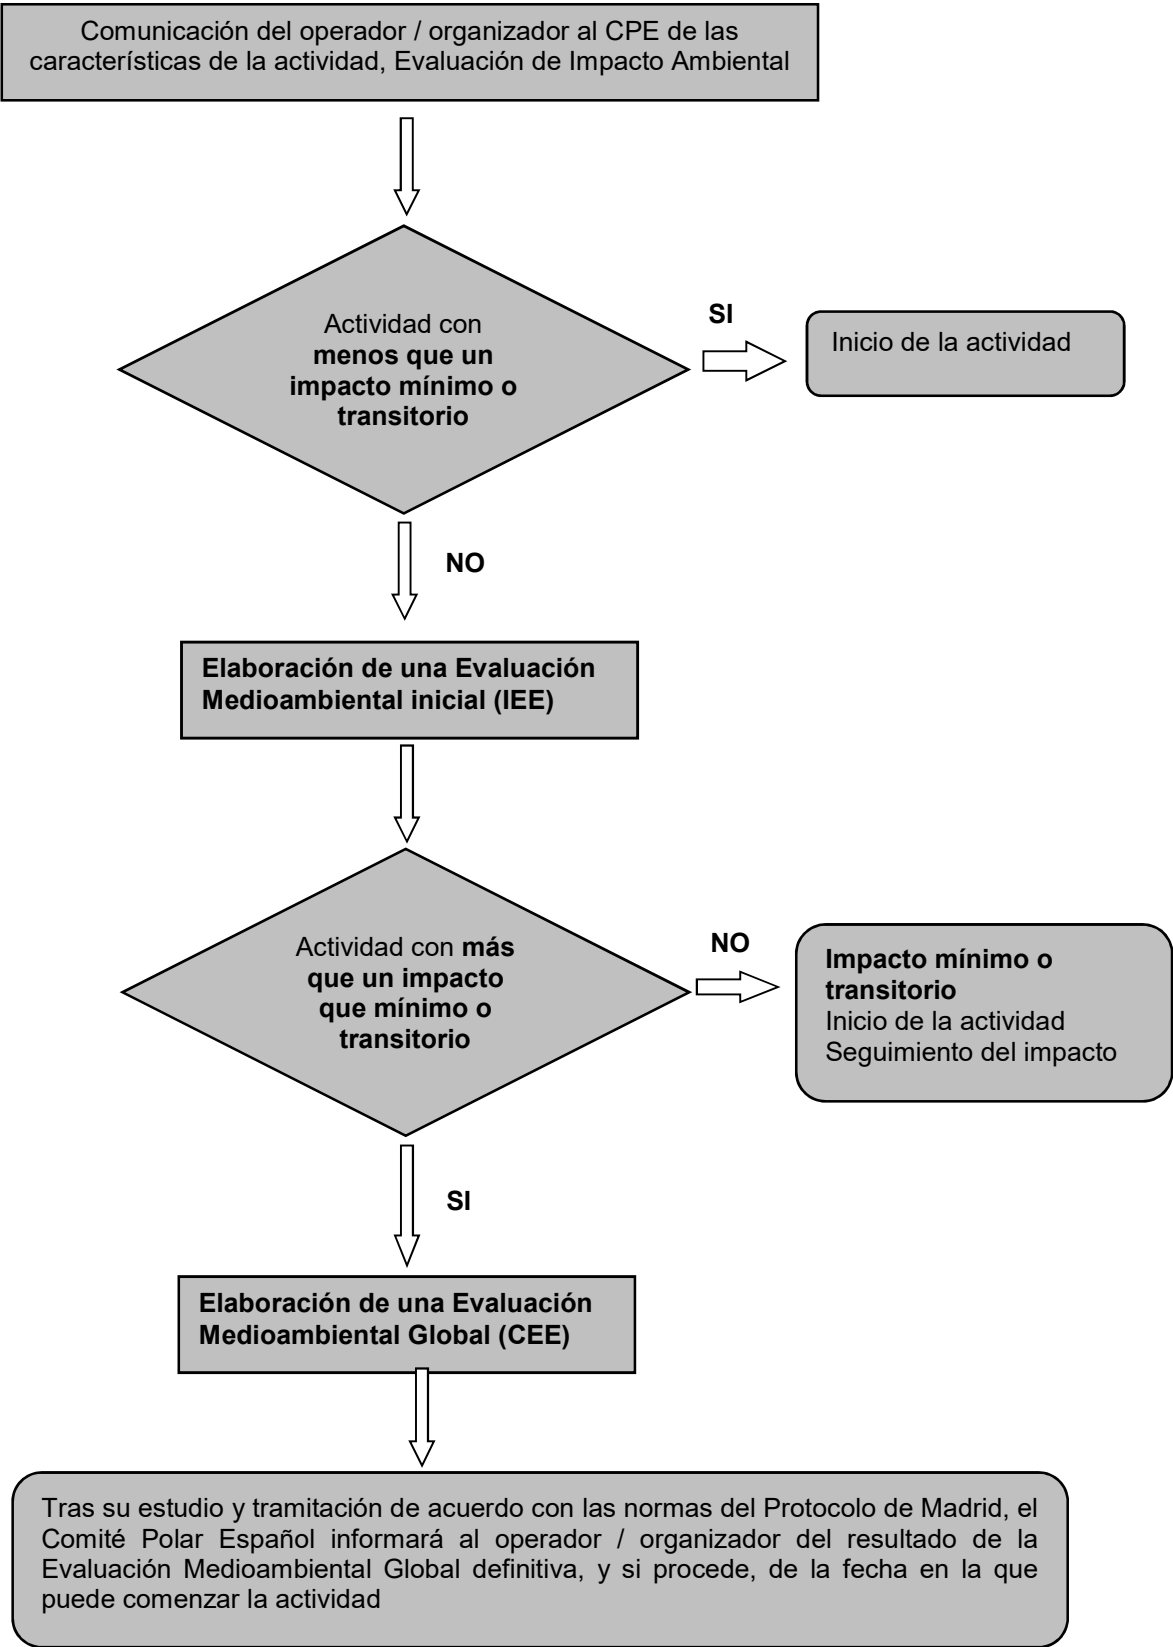 Comunicación del operador / organizador al CPE de las
características de la actividad, Evaluación de Impacto Ambiental
Actividad con
menos que un
impacto mínimo o
transitorio
SI
Inicio de la actividad
NO
Elaboración de una Evaluación
Medioambiental inicial (IEE)
Actividad con más
que un impacto
que mínimo o
transitorio
NO
Impacto mínimo o
transitorio
Inicio de la actividad
Seguimiento del impacto
SI
Elaboración de una Evaluación
Medioambiental Global (CEE)
Tras su estudio y tramitación de acuerdo con las normas del Protocolo de Madrid, el
Comité Polar Español informará al operador / organizador del resultado de la
Evaluación Medioambiental Global definitiva, y si procede, de la fecha en la que
puede comenzar la actividad